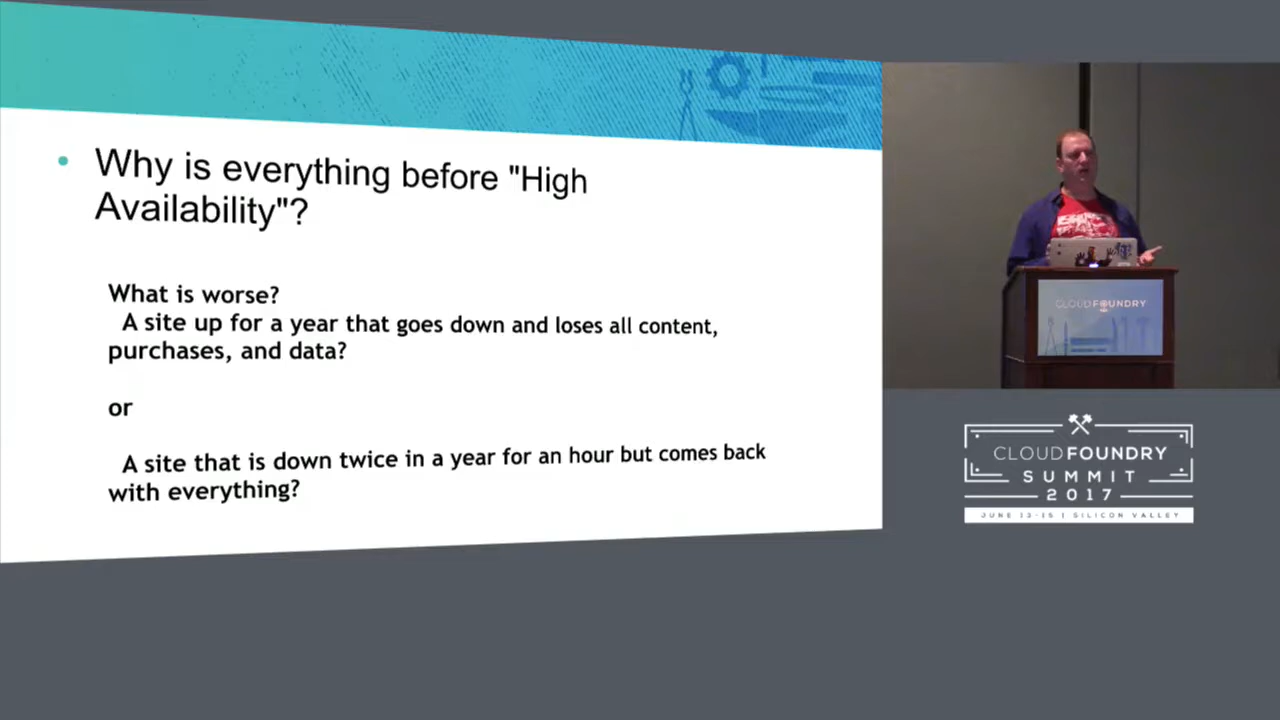 • Why is everything before "High
Availability"?
What is worse?
A site up for a year that goes down and loses all content,
purchases, and data?
or
A site that is down twice in a year for an hour but comes back
with everything?
CLOUD FOUNDRY
CLOUDFOUNDRY
SUMMIT
2017
JUNE 13-15 | SILICON VALLEY